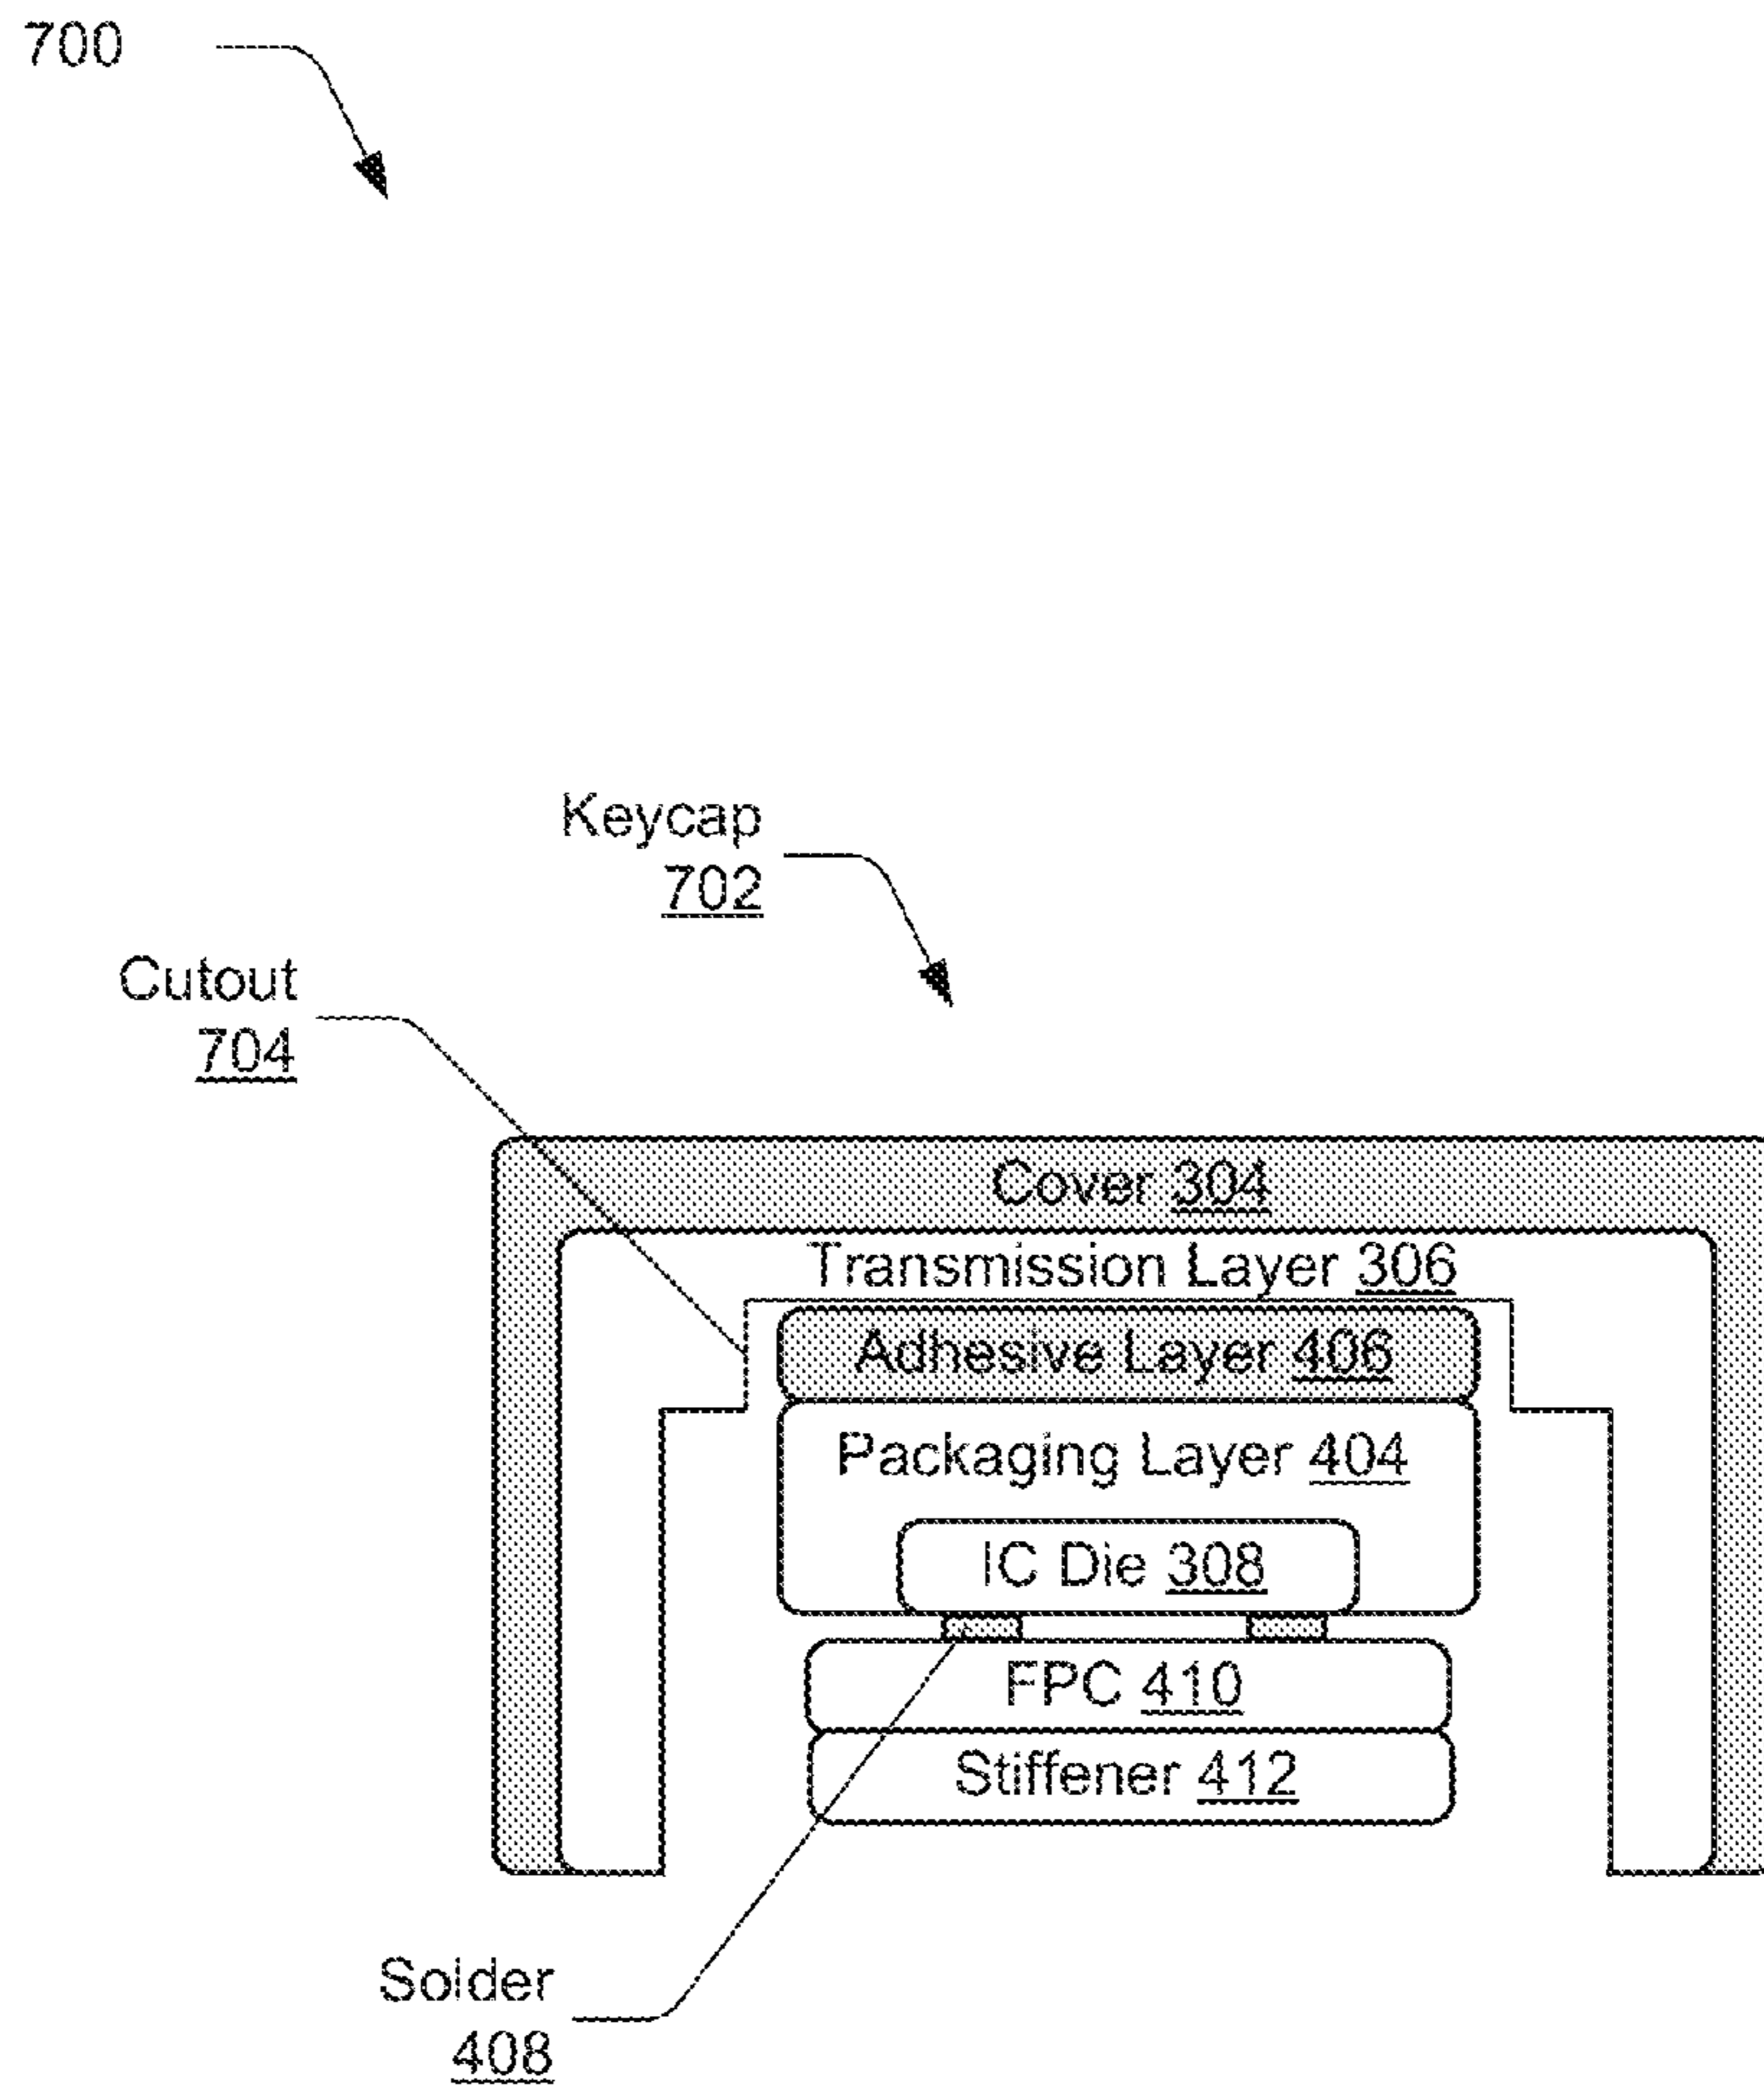 700
Keycap
702
Cutout
704
Cover 304
Transmission Layer 306
Adhesive Layer 406
Packaging Layer 404
IC Die 308
FPC 410
Stiffener 412
Solder
408